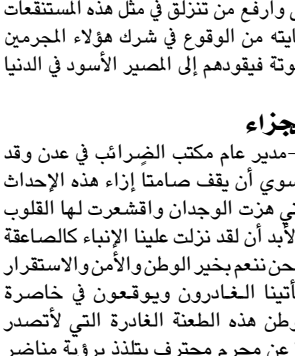 وارفع من تنزلق في مثل هذه المستنقعات
ايته من الوقوع في شرك هؤلاء المجرمين
وتة فيقودهم إلى المصير الأسود في الدنيا
جزاء
-مدير عام مكتب الضرائب في عدن وقد
سوي أن يقف صامتاً إزاء هذه الإحداث
ي هزت الوجدان واقشعرت لها القلوب
لأبد أن لقد نزلت علينا الإنباء كالصاعقة
حن ننعم بخير الوطن والأمن والاستقرار
أتينا الغادرون ويوقعون في خاصرة
طن هذه الطعنة الغادرة التي لأتصدر
عن مجرم محترف يتلذذ برؤية مناضر